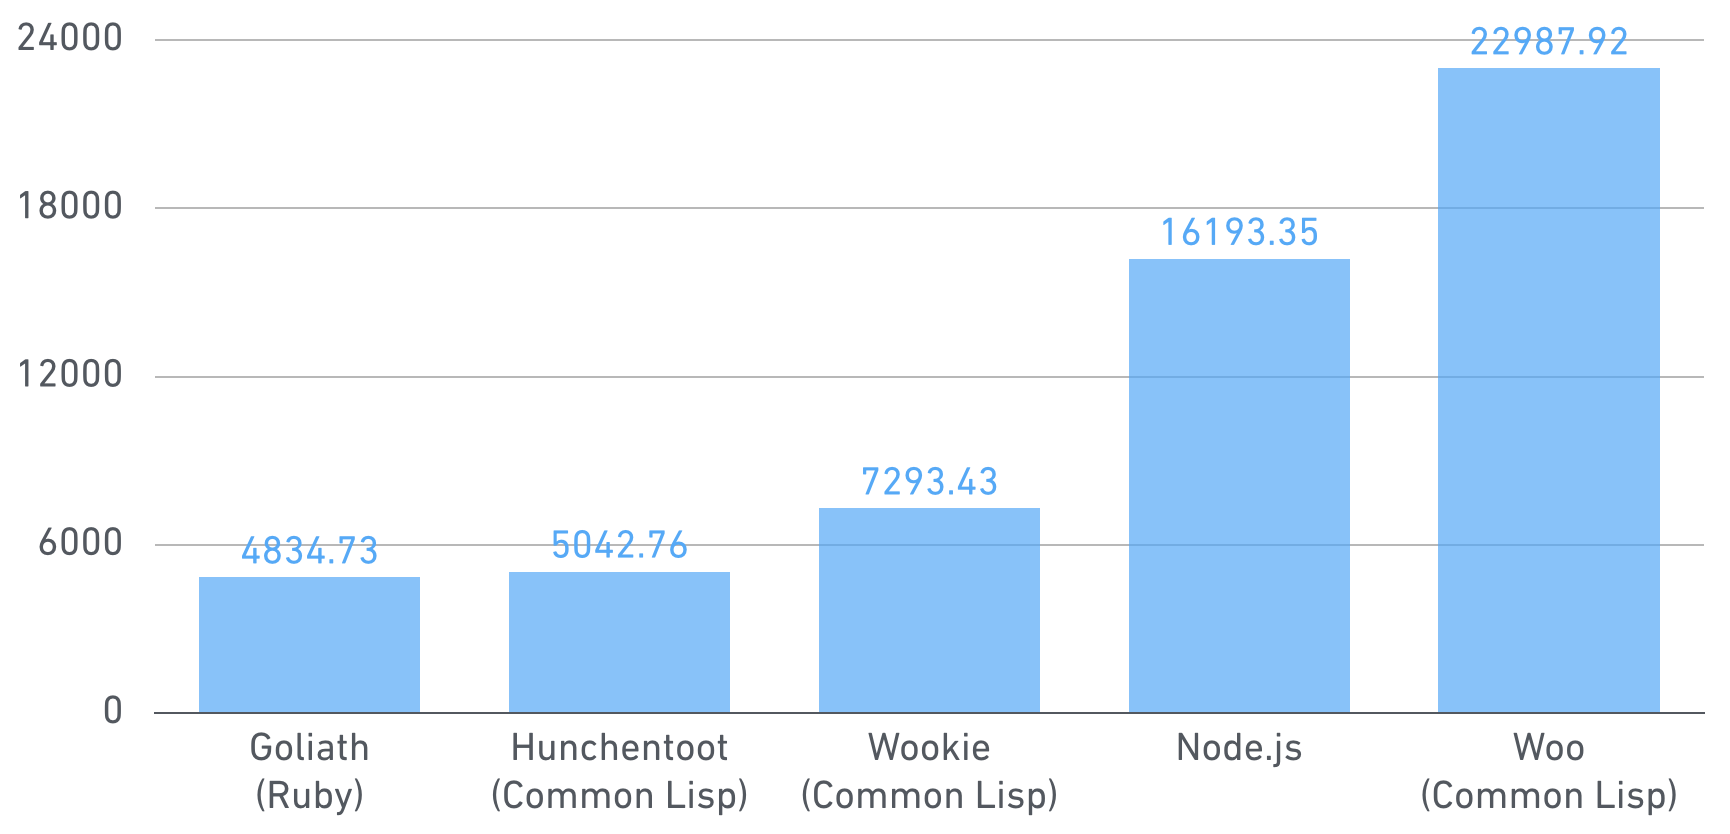 24000
22987.92
18000
16193.35
12000
7293.43
6000
4834.73
5042.76
0
Goliath
(Ruby)
Hunchentoot
(Common Lisp)
Wookie
(Common Lisp)
Node.js
Woo
(Common Lisp)